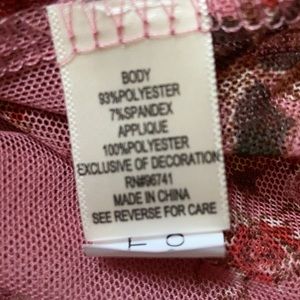 BODY
93%POLYESTER
7%SPANDEX
APPLIQUE
100%POLYESTER
EXCLUSIVE OF DECORATION
RN#96741
MADE IN CHINA
SEE REVERSE FOR CARE